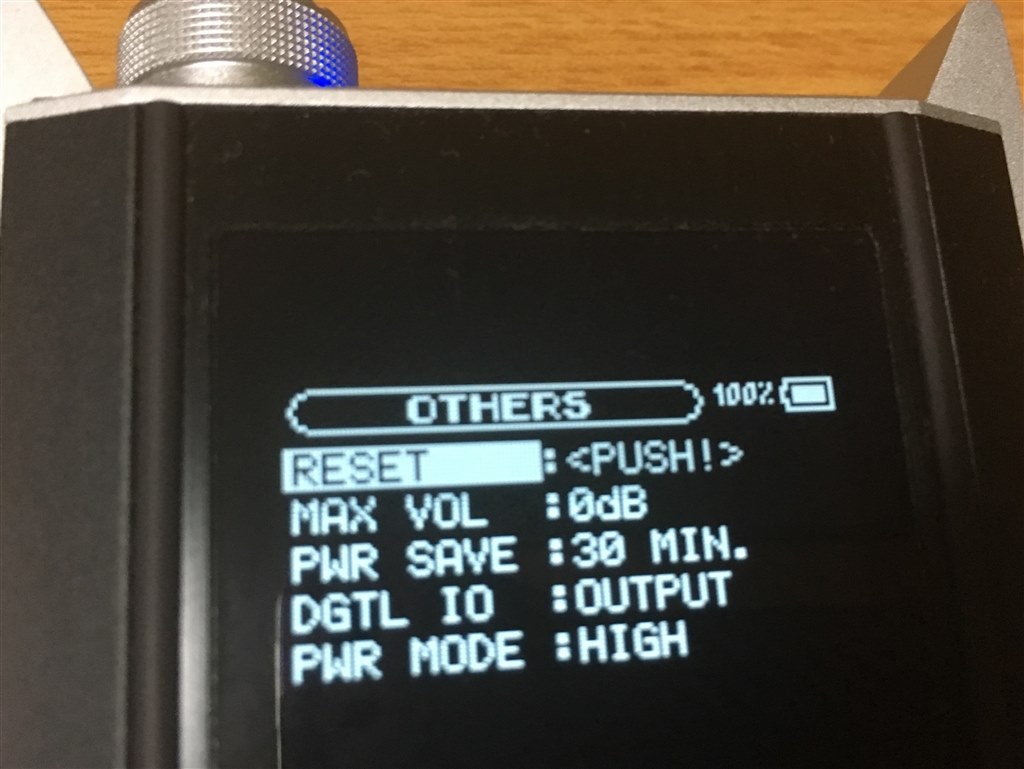 OTHERS 100%
RESET :<PUSH!>
MAX VOL :0dB
PWR SAVE :30 MIN.
DGTL IO :OUTPUT
PWR MODE :HIGH